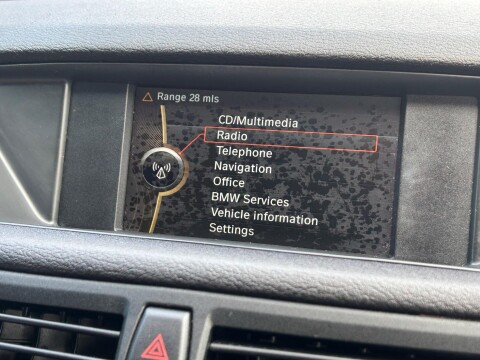 Range 28 mls
CD/Multimedia
Radio
Telephone
Navigation
Office
BMW Services
Vehicle information
Settings